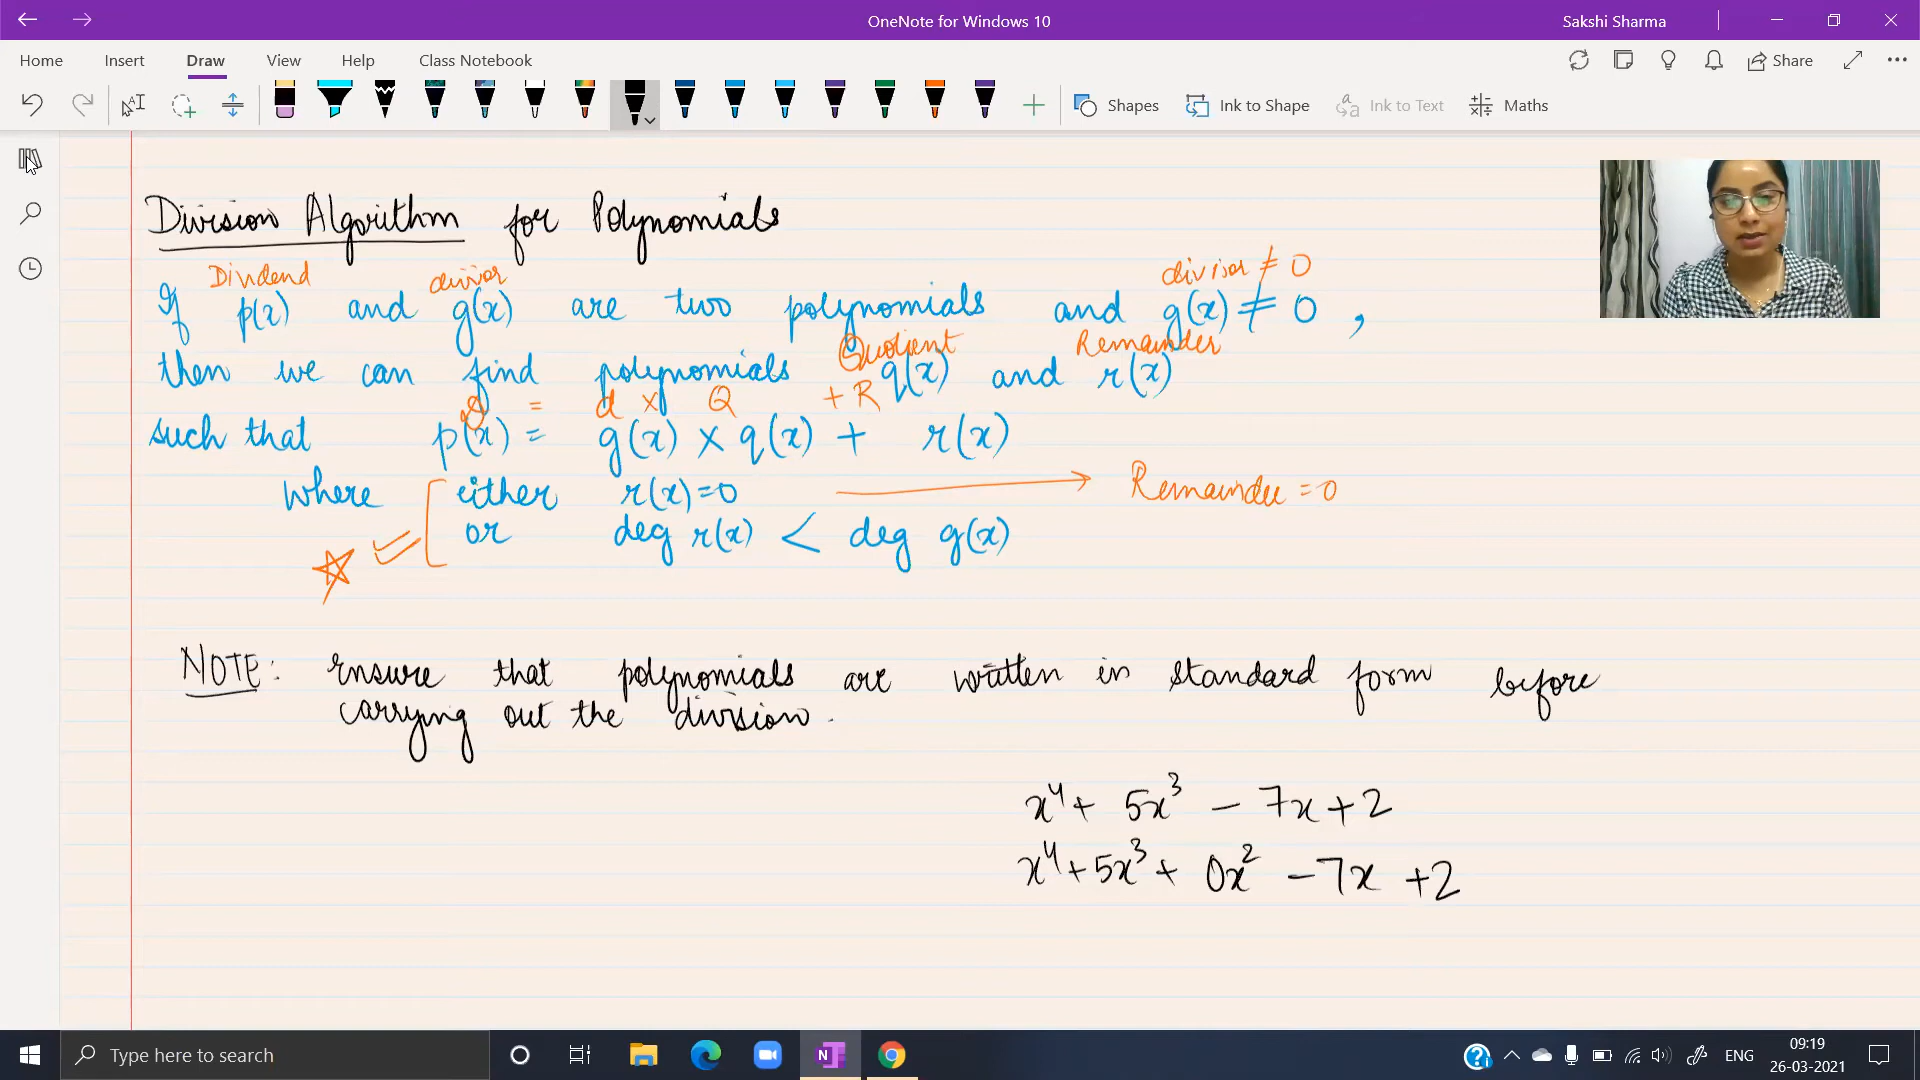 OneNote for Windows 10
Sakshi Sharma
Home Insert Draw View Help Class Notebook
Share
Shapes Ink to Shape Ink to Text Maths
Division Algorithm for Polynomials
Dividend divisor divisor ≠ 0
If p(x) and g(x) are two polynomials and g(x) ≠ 0 ,
Quotient Remainder
then we can find polynomials q(x) and r(x)
D = d × Q + R
such that p(x) = g(x) × q(x) + r(x)
where either r(x)=0 → Remainder = 0
or deg r(x) < deg g(x)
NOTE: Ensure that polynomials are written in standard form before
carrying out the division.
x⁴ + 5x³ - 7x + 2
x⁴ + 5x³ + 0x² - 7x + 2
Type here to search
ENG
09:19
26-03-2021